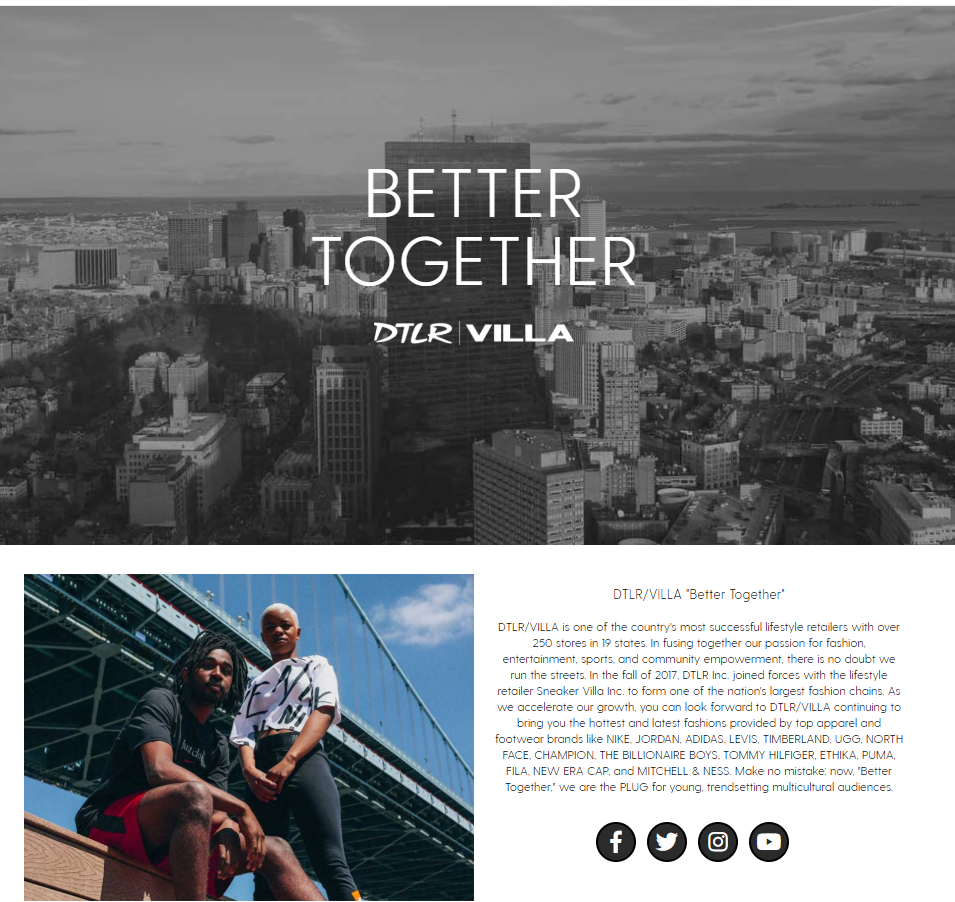 BETTER
TOGETHER
DTLR | VILLA
DTLR/VILLA "Better Together"
DTLR/VILLA is one of the country's most successful lifestyle retailers with over
250 stores in 19 states. In fusing together our passion for fashion,
entertainment, sports, and community empowerment, there is no doubt we
run the streets. In the fall of 2017, DTLR Inc. joined forces with the lifestyle
retailer Sneaker Villa Inc. to form one of the nation's largest fashion chains. As
we accelerate our growth, you can look forward to DTLR/VILLA continuing to
bring you the hottest and latest fashions provided by top apparel and
footwear brands like NIKE, JORDAN, ADIDAS, LEVIS, TIMBERLAND, UGG, NORTH
FACE, CHAMPION, THE BILLIONAIRE BOYS, TOMMY HILFIGER, ETHIKA, PUMA,
FILA, NEW ERA CAP, and MITCHELL & NESS. Make no mistake: now, "Better
Together," we are the PLUG for young, trendsetting multicultural audiences.